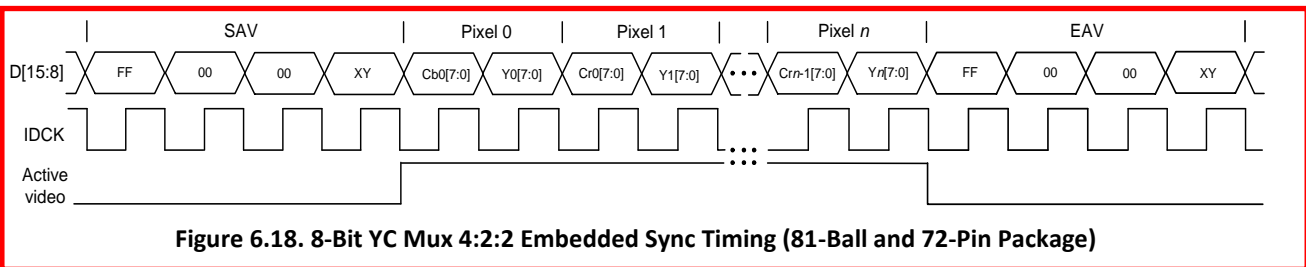 SAV Pixel 0 Pixel 1 Pixel n EAV
D[15:8] FF 00 00 XY Cb0[7:0] Y0[7:0] Cr0[7:0] Y1[7:0] ••• Crn-1[7:0] Yn[7:0] FF 00 00 XY
IDCK
•••
Active
video
Figure 6.18. 8-Bit YC Mux 4:2:2 Embedded Sync Timing (81-Ball and 72-Pin Package)